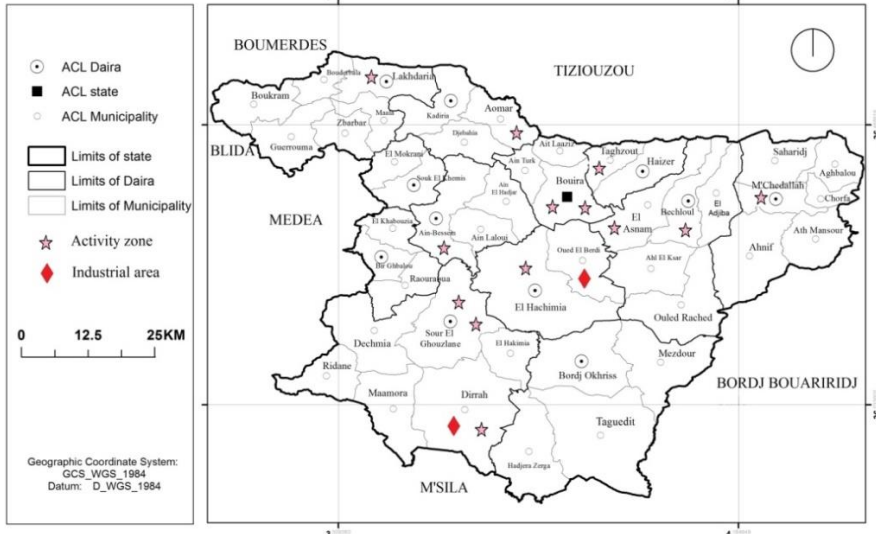 ACL Daira
ACL state
ACL Municipality
Limits of state
Limits of Daira
Limits of Municipality
Activity zone
Industrial area
0 12.5 25KM
Geographic Coordinate System:
GCS_WGS_1984
Datum: D_WGS_1984
BOUMERDES
TIZIOUZOU
BLIDA
MEDEA
BORDJ BOUARIRIDJ
M'SILA
Lakhdaria
Boukram
Maala
Kadiria
Aomar
Zbarbar
Guerrouma
Djebahia
El Mokrani
Ait Laaziz
Taghzout
Haizer
Saharidj
Aghbalou
Ain Turk
Souk El Khomis
Bouira
M'Chedallah
Chorfa
Ain
El Hadjar
El
Asnam
Bechloul
El
Adjiba
Ath Mansour
El Khabouzia
Ain-Bessem
Ain Laloui
Oued El Berdi
Ahnif
Bir Ghbalou
Ahl El Ksar
Raouraoua
El Hachimia
Ouled Rached
Dechmia
Sour El
Ghouzlane
El Hakimia
Mezdour
Ridane
Bordj Okhriss
Maamora
Dirrah
Taguedit
Hadjera Zerga